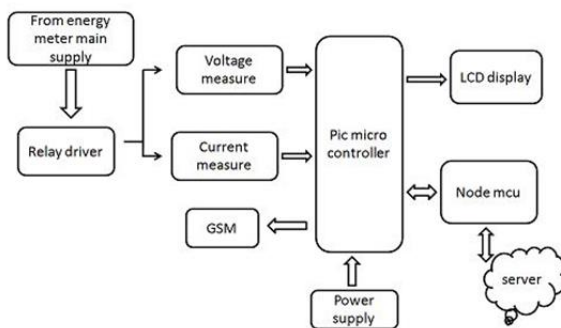 From energy
meter main
supply
Voltage
measure
LCD display
Relay driver
Current
measure
Pic micro
controller
Node mcu
GSM
server
Power
supply